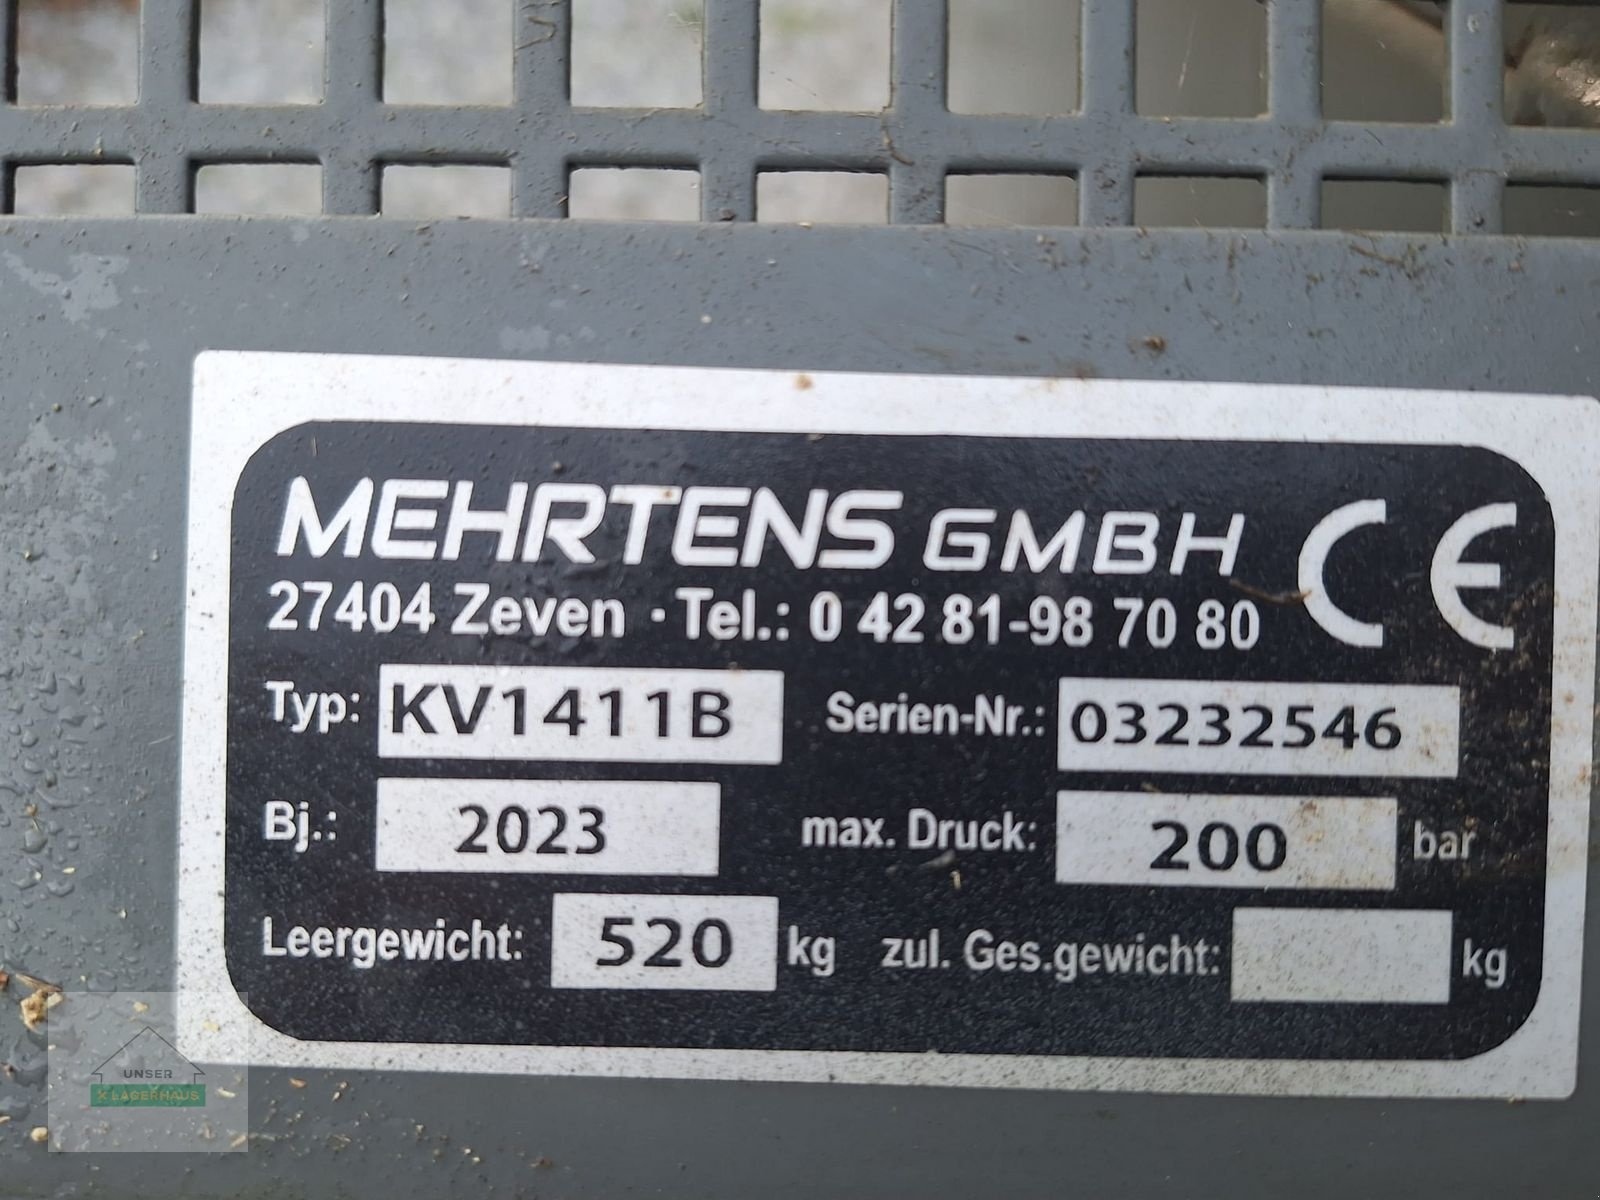 MEHRTENS GMBH CE
27404 Zeven · Tel.: 0 42 81-98 70 80
Typ: KV1411B Serien-Nr.: 03232546
Bj.: 2023 max. Druck: 200 bar
Leergewicht: 520 kg zul. Ges.gewicht: kg
UNSER
X LAGERHAUS